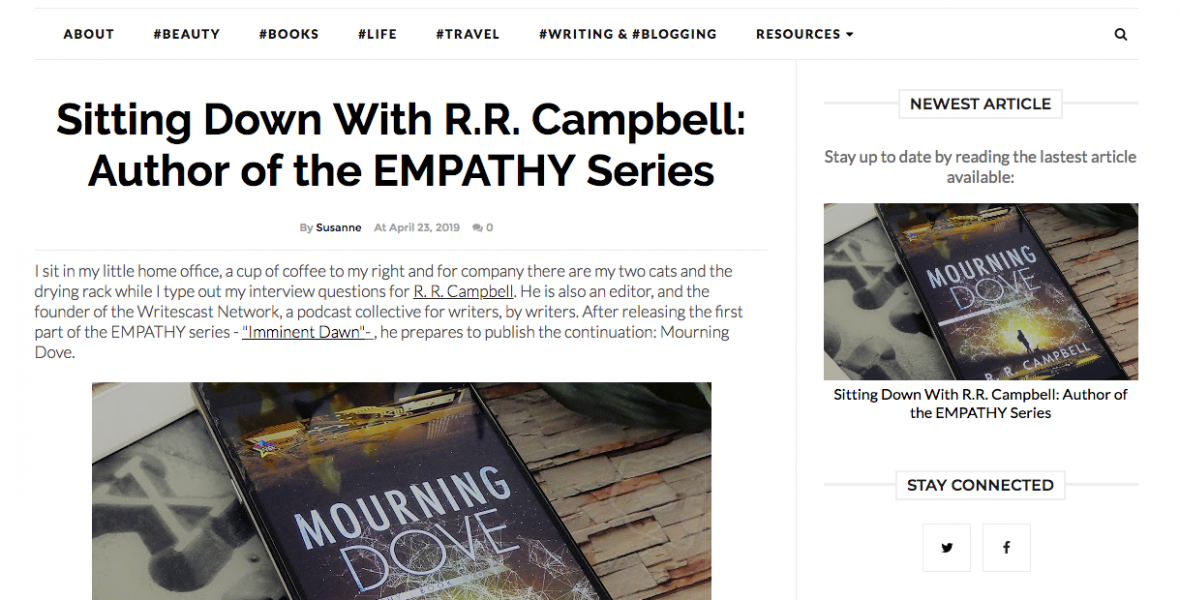 ABOUT #BEAUTY #BOOKS #LIFE #TRAVEL #WRITING & #BLOGGING RESOURCES
Sitting Down With R.R. Campbell:
Author of the EMPATHY Series
By Susanne At April 23, 2019 0
I sit in my little home office, a cup of coffee to my right and for company there are my two cats and the
drying rack while I type out my interview questions for R. R. Campbell. He is also an editor, and the
founder of the Writescast Network, a podcast collective for writers, by writers. After releasing the first
part of the EMPATHY series - "Imminent Dawn"- , he prepares to publish the continuation: Mourning
Dove.
MOURNING
DOVE
NEWEST ARTICLE
Stay up to date by reading the lastest article
available:
MOURNING
DOVE
R. R. CAMPBELL
Sitting Down With R.R. Campbell: Author of
the EMPATHY Series
STAY CONNECTED